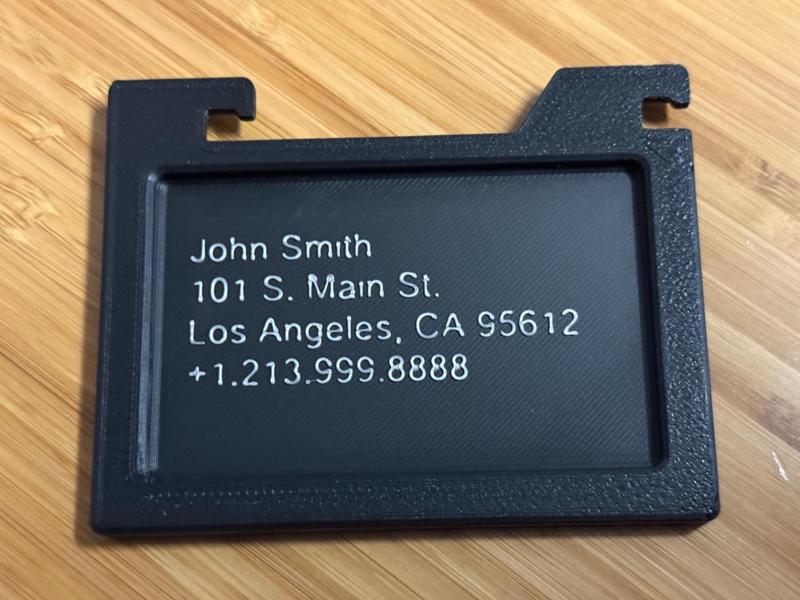 John Smith
101 S. Main St.
Los Angeles, CA 95612
+1.213.999.8888